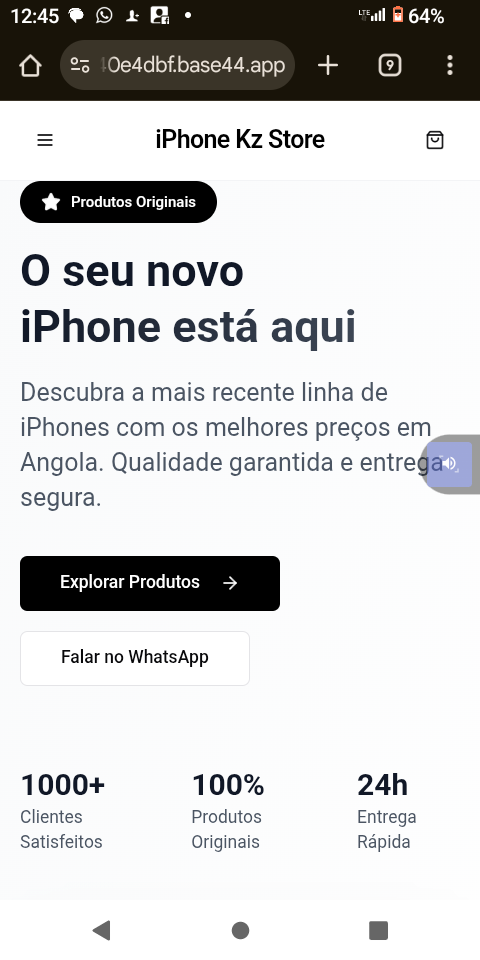 12:45
LTE
64%
0e4dbf.base44.app
9
iPhone Kz Store
Produtos Originais
O seu novo
iPhone está aqui
Descubra a mais recente linha de
iPhones com os melhores preços em
Angola. Qualidade garantida e entrega
segura.
Explorar Produtos
Falar no WhatsApp
1000+
Clientes
Satisfeitos
100%
Produtos
Originais
24h
Entrega
Rápida